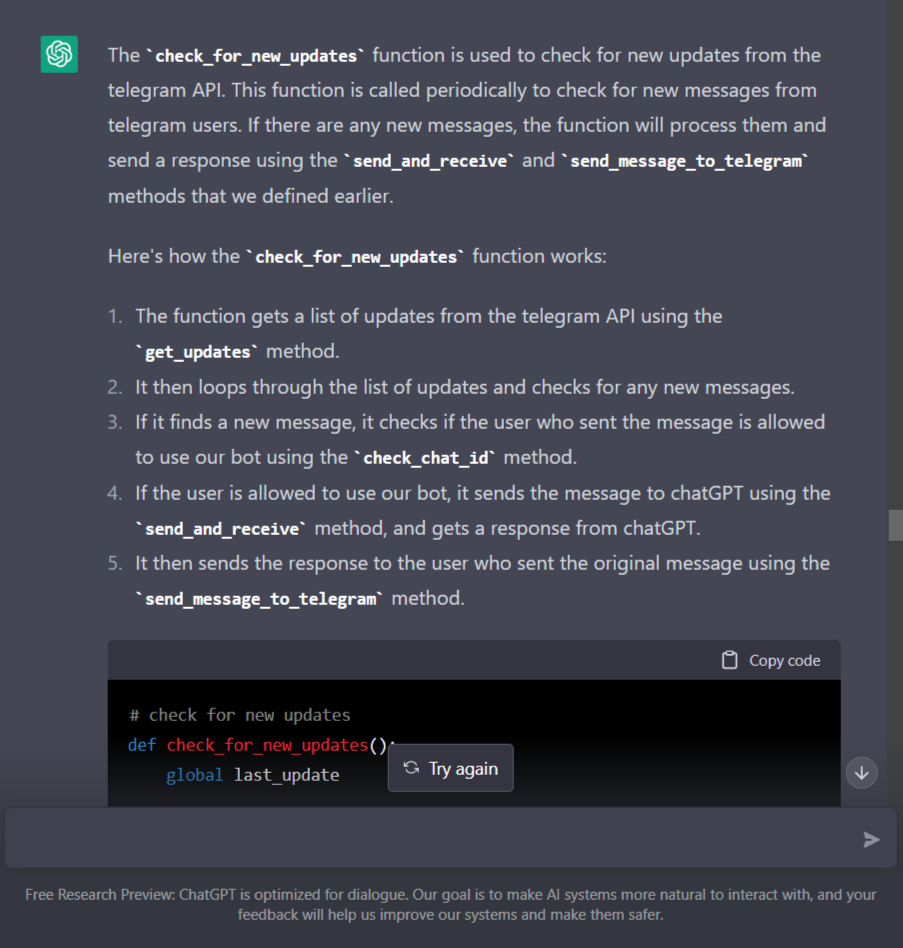 The `check_for_new_updates` function is used to check for new updates from the
telegram API. This function is called periodically to check for new messages from
telegram users. If there are any new messages, the function will process them and
send a response using the `send_and_receive` and `send_message_to_telegram`
methods that we defined earlier.
Here's how the `check_for_new_updates` function works:
1. The function gets a list of updates from the telegram API using the
`get_updates` method.
2. It then loops through the list of updates and checks for any new messages.
3. If it finds a new message, it checks if the user who sent the message is allowed
to use our bot using the `check_chat_id` method.
4. If the user is allowed to use our bot, it sends the message to chatGPT using the
`send_and_receive` method, and gets a response from chatGPT.
5. It then sends the response to the user who sent the original message using the
`send_message_to_telegram` method.
Copy code
# check for new updates
def check_for_new_updates():
global last_update
Try again
Free Research Preview: ChatGPT is optimized for dialogue. Our goal is to make AI systems more natural to interact with, and your
feedback will help us improve our systems and make them safer.